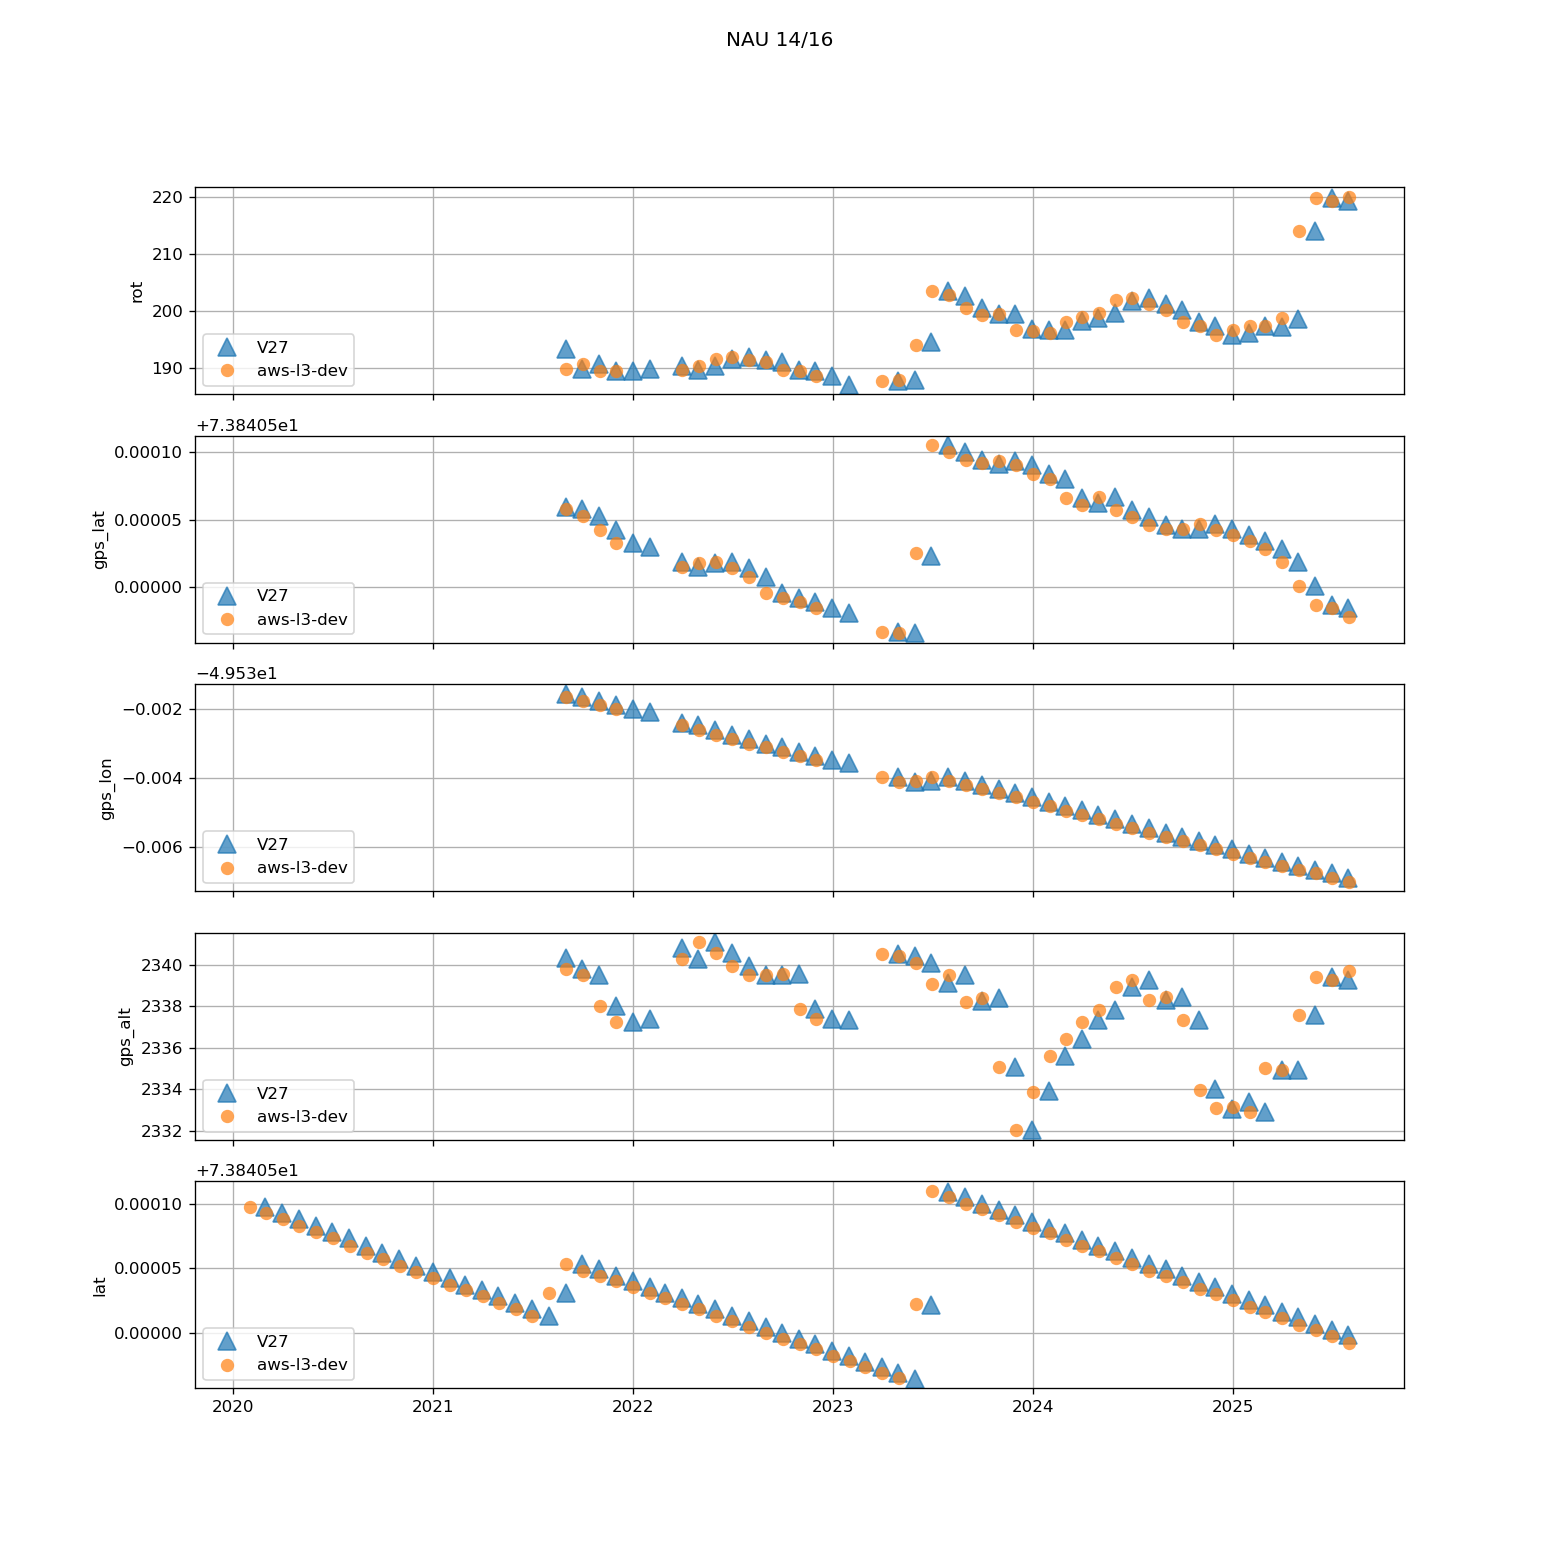 NAU 14/16
220
210
200
190
rot
V27
aws-l3-dev
+7.38405e1
0.00010
0.00005
0.00000
gps_lat
V27
aws-l3-dev
−4.953e1
−0.002
−0.004
−0.006
gps_lon
V27
aws-l3-dev
2340
2338
2336
2334
2332
gps_alt
V27
aws-l3-dev
+7.38405e1
0.00010
0.00005
0.00000
lat
V27
aws-l3-dev
2020 2021 2022 2023 2024 2025